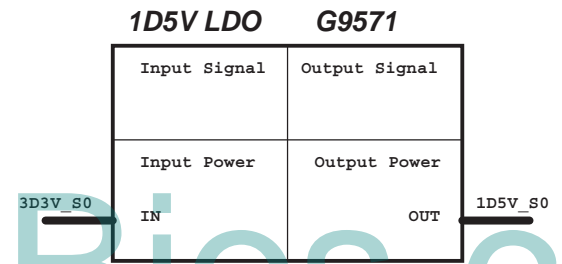 1D5V LDO G9571
Input Signal Output Signal
Input Power Output Power
3D3V_S0 IN OUT 1D5V_S0